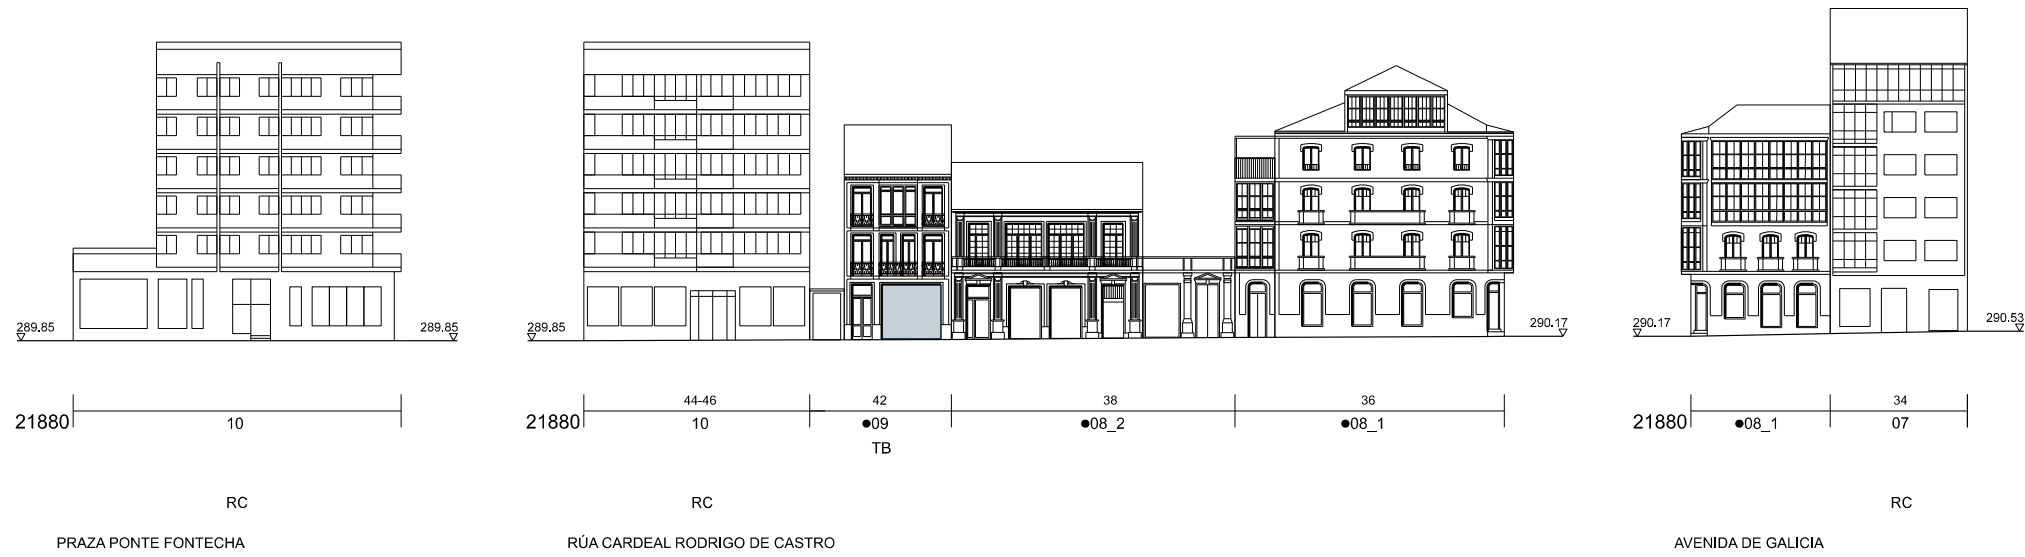 289.85 289.85 289.85 290.17 290.17 290.53
44-46 42 38 36 34
21880 10 21880 10 ●09 ●08_2 ●08_1 21880 ●08_1 07
TB
RC RC RC
PRAZA PONTE FONTECHA RÚA CARDEAL RODRIGO DE CASTRO AVENIDA DE GALICIA